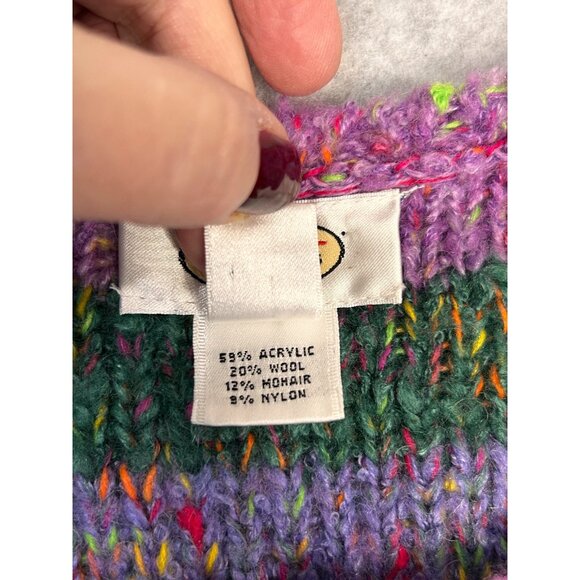 59% ACRYLIC
20% WOOL
12% MOHAIR
9% NYLON